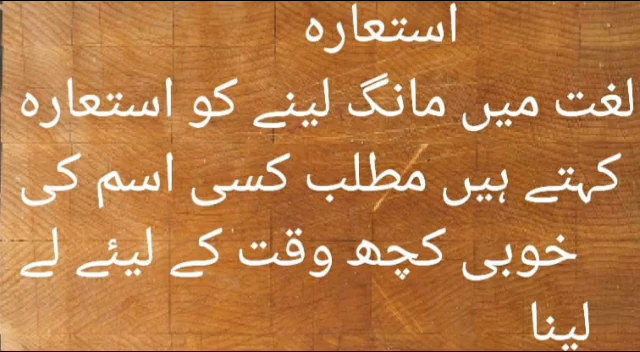 استعارہ
لغت میں مانگ لینے کو استعارہ
کہتے ہیں مطلب کسی اسم کی
خوبی کچھ وقت کے لیئے لے
لینا